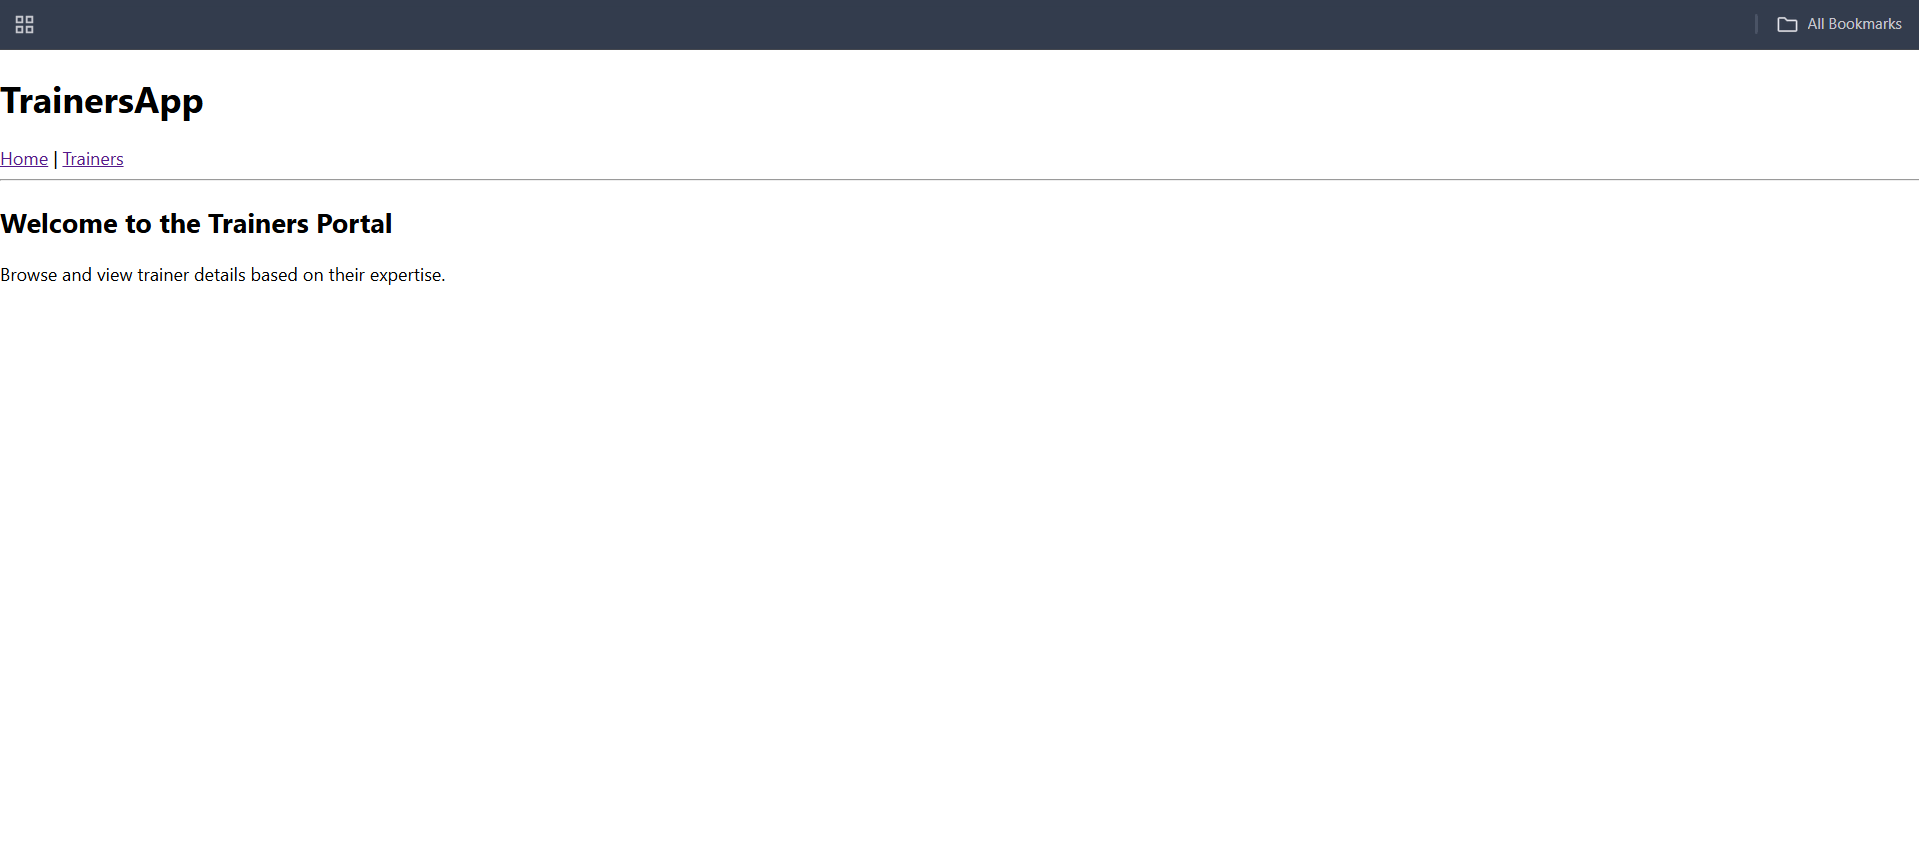 All Bookmarks
TrainersApp
Home | Trainers
Welcome to the Trainers Portal
Browse and view trainer details based on their expertise.